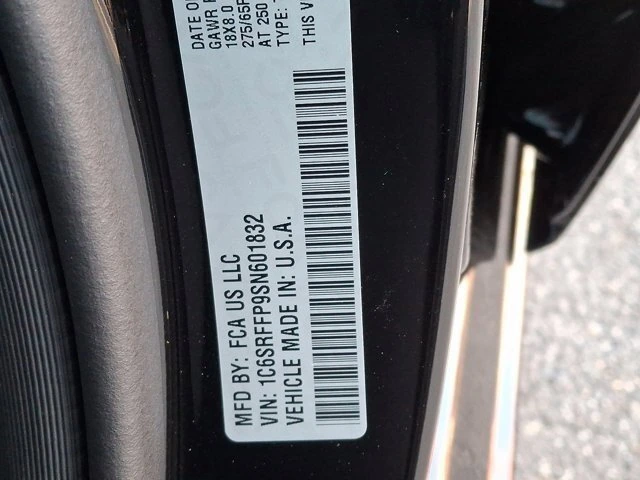 DATE OF
GAWR
18X8.0
275/65R
AT 250
TYPE:
THIS V
MFD BY: FCA US LLC
VIN: 1C6SRFFP9SN601832
VEHICLE MADE IN: U.S.A.